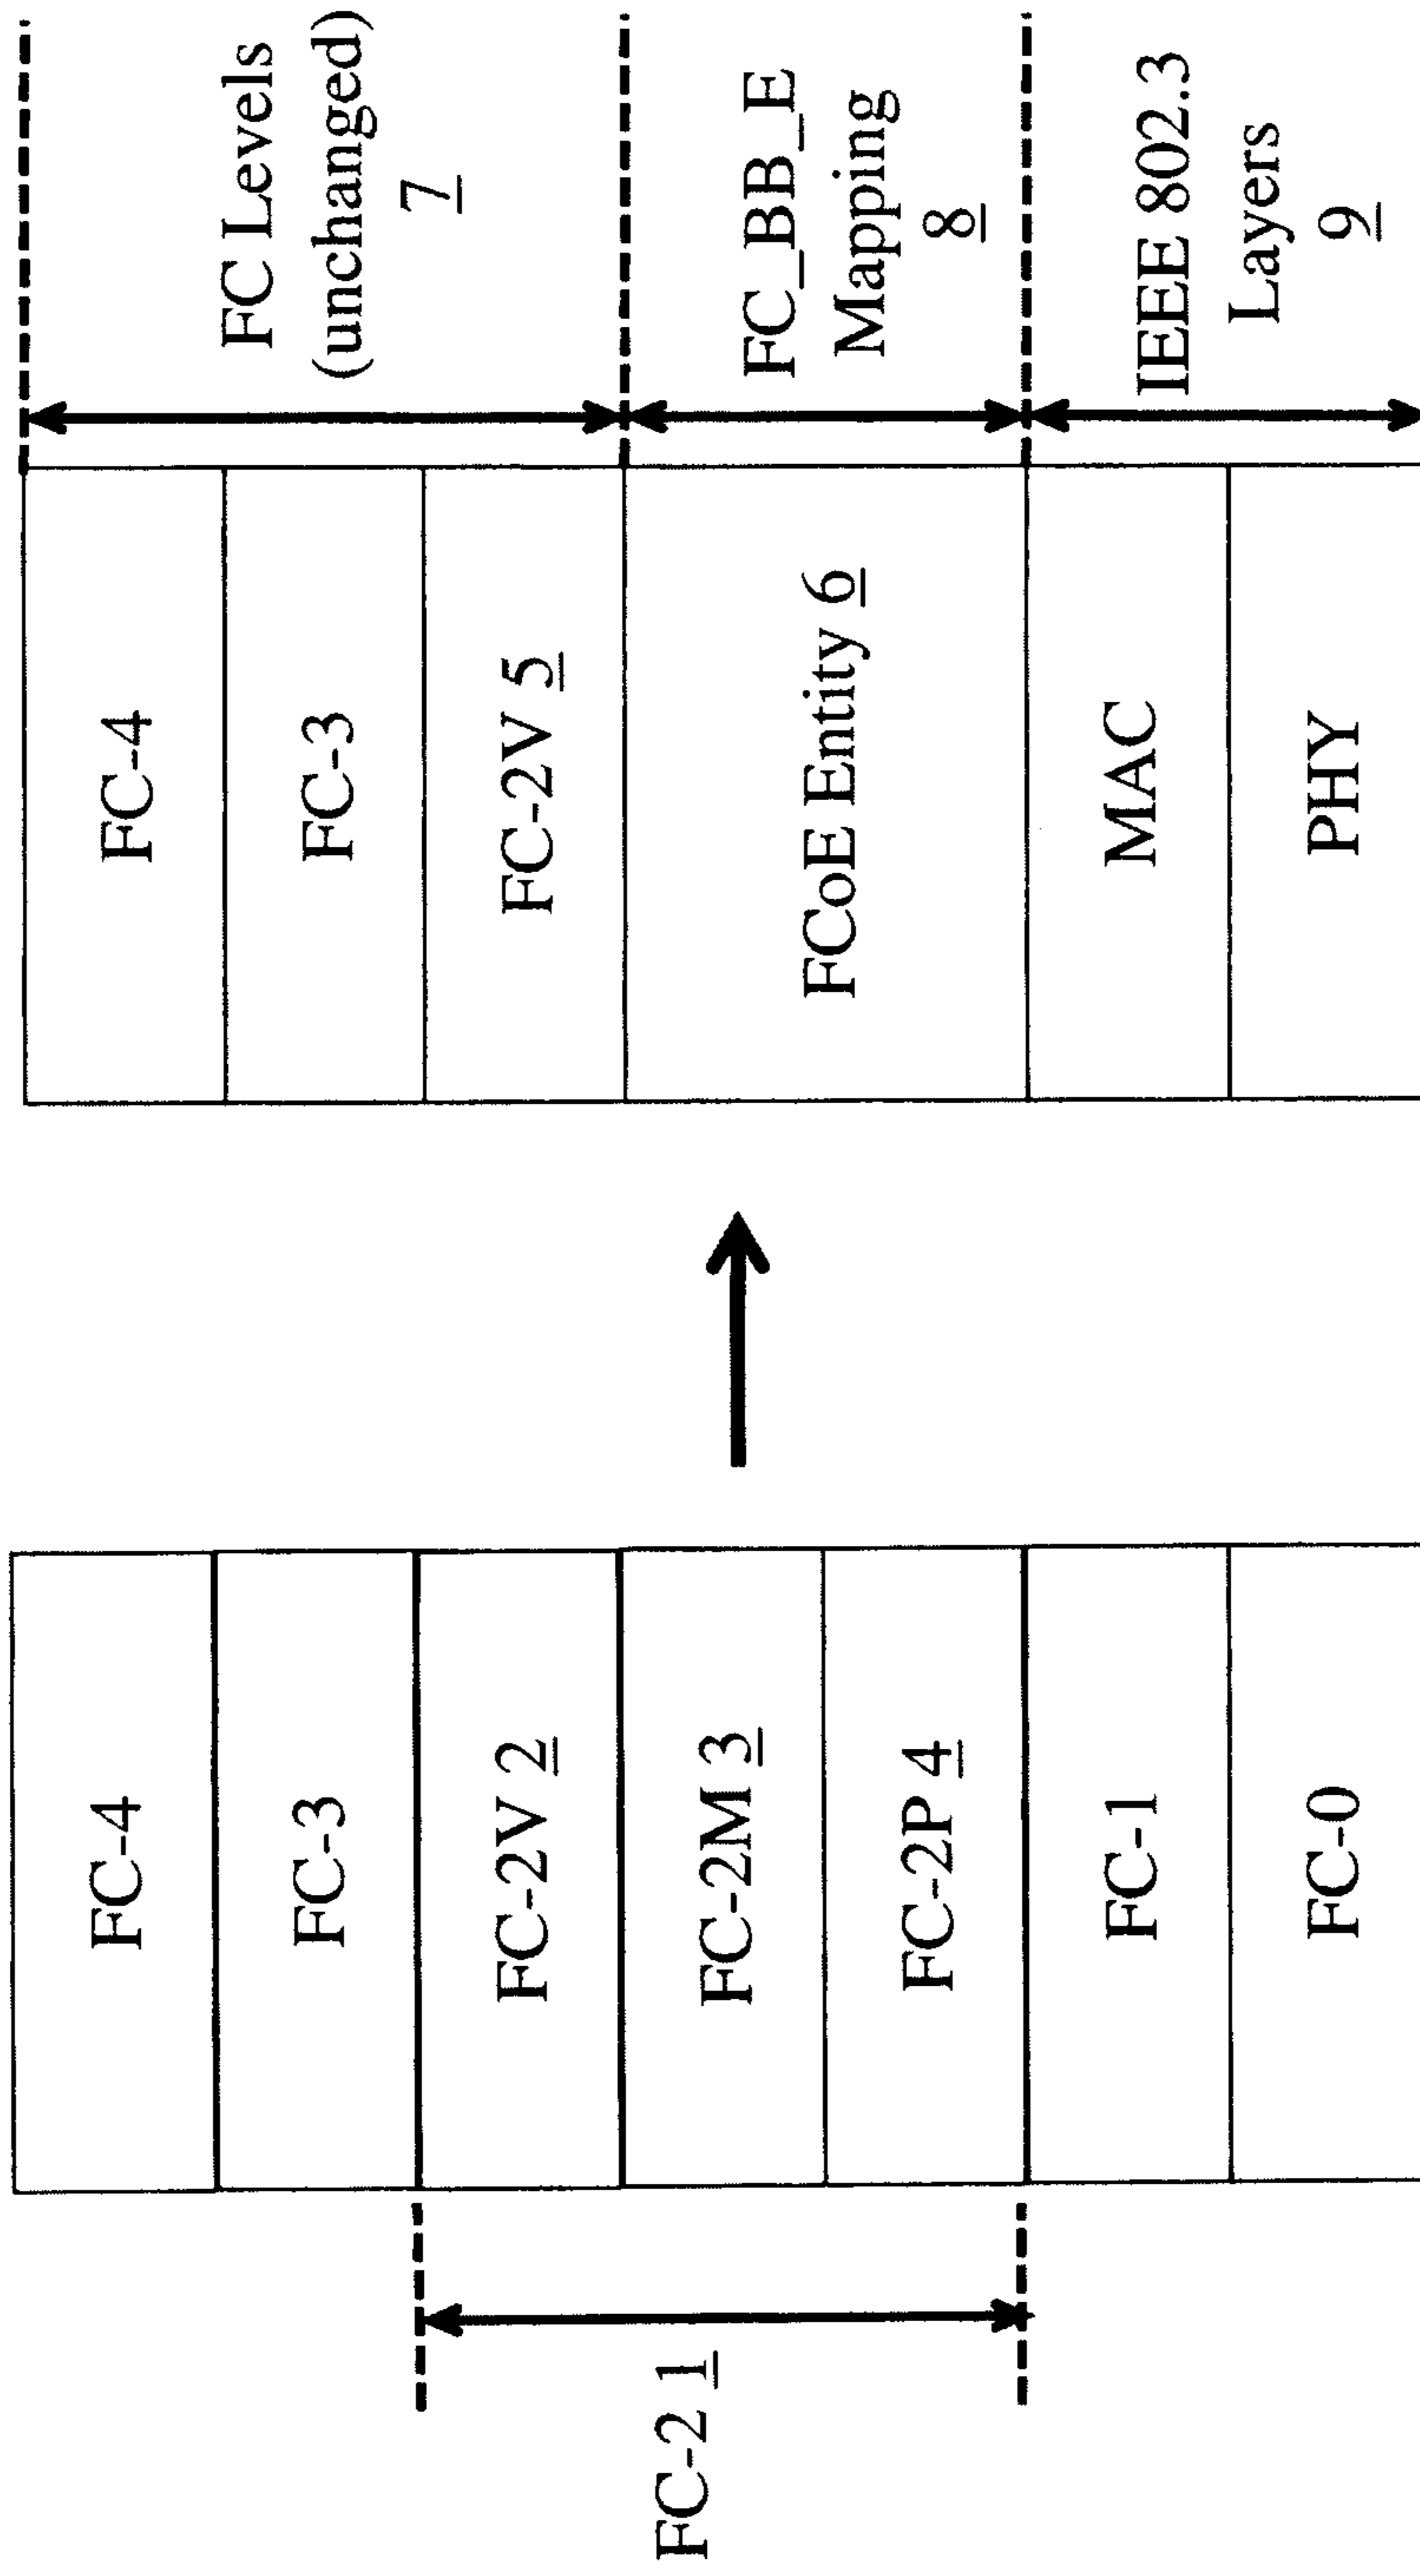 FC-2 1
FC-4
FC-3
FC-2V 2
FC-2M 3
FC-2P 4
FC-1
FC-0
FC-4
FC-3
FC-2V 5
FCoE Entity 6
MAC
PHY
FC Levels
(unchanged)
7
FC_BB_E
Mapping
8
IEEE 802.3
Layers
9